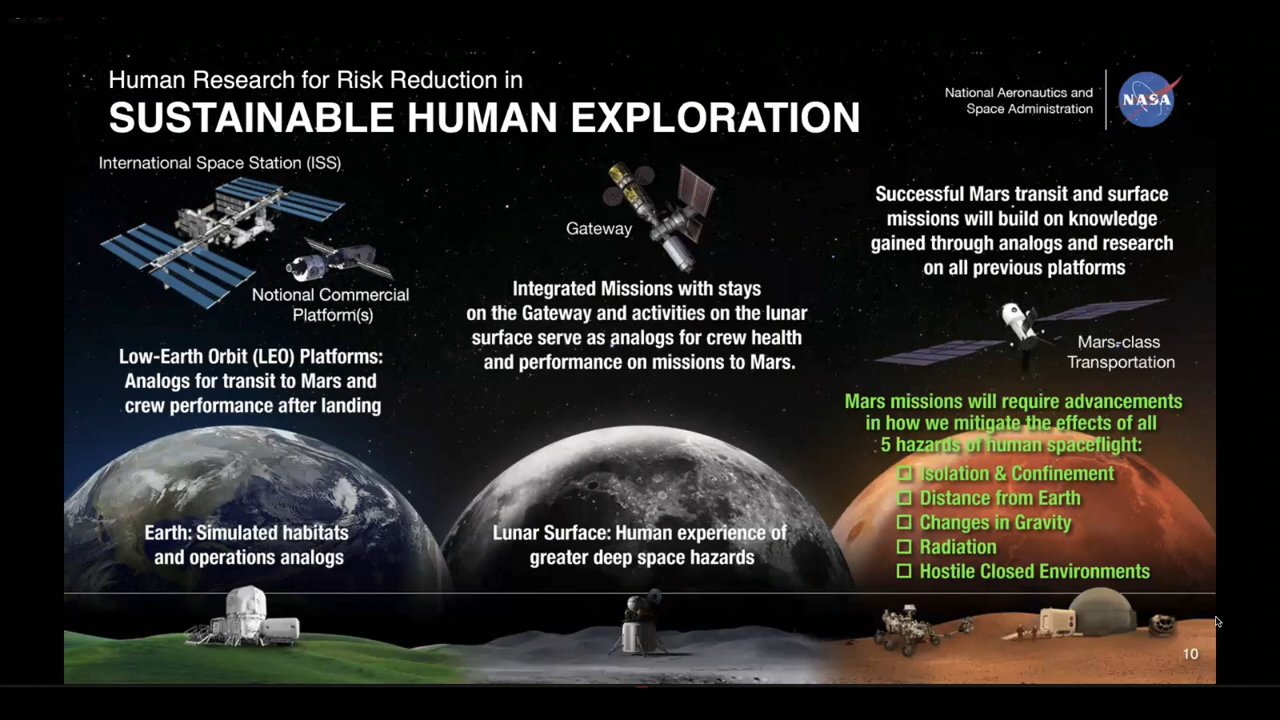 Human Research for Risk Reduction in
SUSTAINABLE HUMAN EXPLORATION
National Aeronautics and
Space Administration
NASA
International Space Station (ISS)
Notional Commercial
Platform(s)
Low-Earth Orbit (LEO) Platforms:
Analogs for transit to Mars and
crew performance after landing
Earth: Simulated habitats
and operations analogs
Gateway
Integrated Missions with stays
on the Gateway and activities on the lunar
surface serve as analogs for crew health
and performance on missions to Mars.
Lunar Surface: Human experience of
greater deep space hazards
Successful Mars transit and surface
missions will build on knowledge
gained through analogs and research
on all previous platforms
Mars-class
Transportation
Mars missions will require advancements
in how we mitigate the effects of all
5 hazards of human spaceflight:
☐ Isolation & Confinement
☐ Distance from Earth
☐ Changes in Gravity
☐ Radiation
☐ Hostile Closed Environments
10